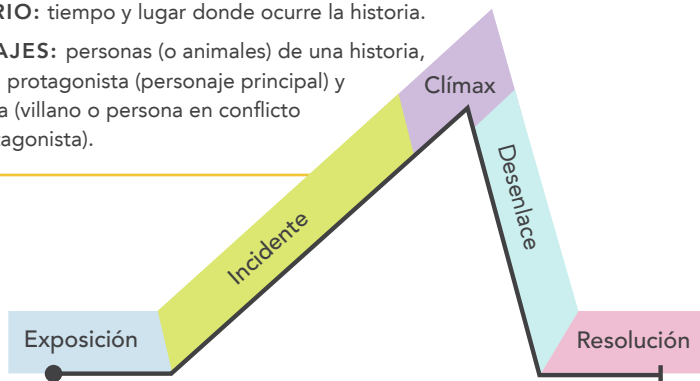 RIO: tiempo y lugar donde ocurre la historia.
AJES: personas (o animales) de una historia,
protagonista (personaje principal) y
a (villano o persona en conflicto
tagonista).
Clímax
Desenlace
Incidente
Exposición
Resolución